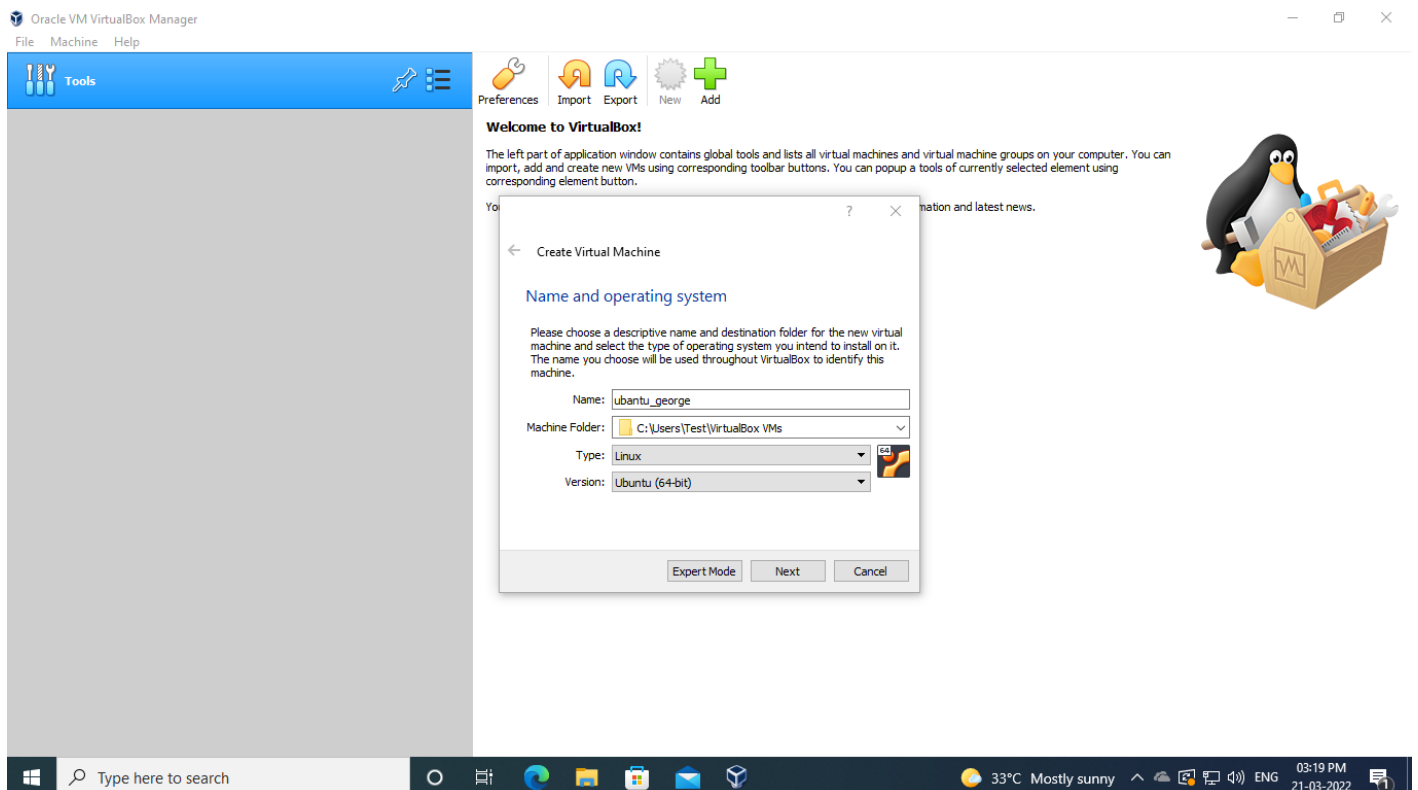 Oracle VM VirtualBox Manager
File Machine Help
Tools
Preferences Import Export New Add
Welcome to VirtualBox!
The left part of application window contains global tools and lists all virtual machines and virtual machine groups on your computer. You can
import, add and create new VMs using corresponding toolbar buttons. You can popup a tools of currently selected element using
corresponding element button.
mation and latest news.
?
Create Virtual Machine
Name and operating system
Please choose a descriptive name and destination folder for the new virtual
machine and select the type of operating system you intend to install on it.
The name you choose will be used throughout VirtualBox to identify this
machine.
Name: ubantu_george
Machine Folder: C:\Users\Test\VirtualBox VMs
Type: Linux
64
Version: Ubuntu (64-bit)
Expert Mode Next Cancel
Type here to search
33°C Mostly sunny
ENG
03:19 PM
21-03-2022
1